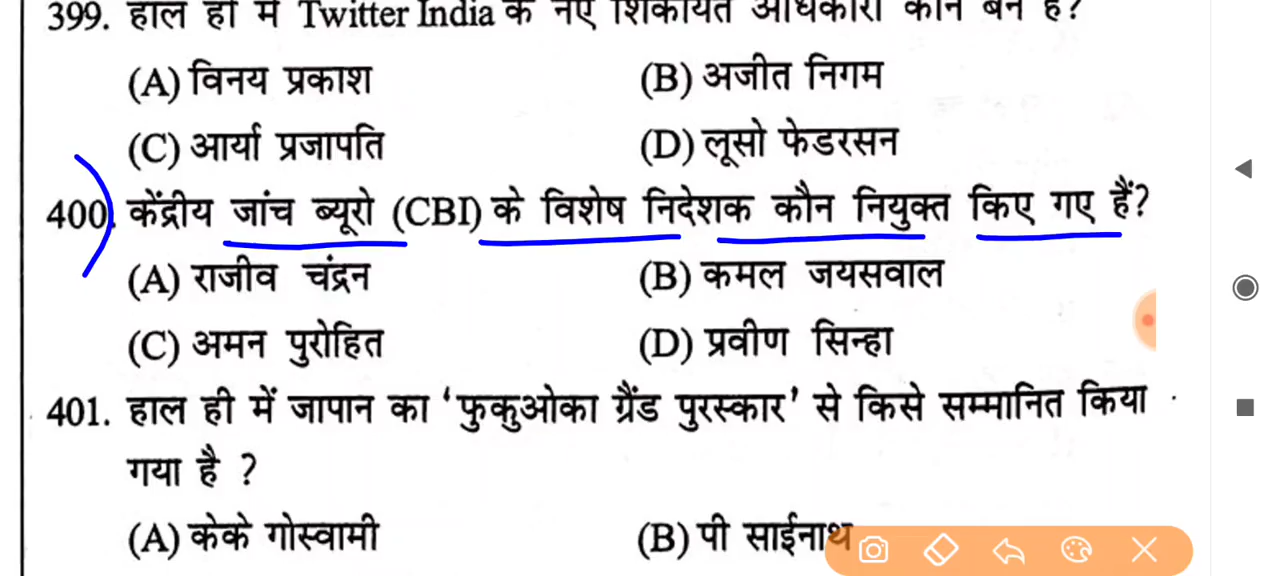 399. हाल ही में Twitter India के नए शिकायत अधिकारी कौन बने हैं?
(A) विनय प्रकाश (B) अजीत निगम
(C) आर्या प्रजापति (D) लूसो फेडरसन
400. केंद्रीय जांच ब्यूरो (CBI) के विशेष निदेशक कौन नियुक्त किए गए हैं?
(A) राजीव चंद्रन (B) कमल जयसवाल
(C) अमन पुरोहित (D) प्रवीण सिन्हा
401. हाल ही में जापान का ‘फुकुओका ग्रैंड पुरस्कार’ से किसे सम्मानित किया
गया है ?
(A) केके गोस्वामी (B) पी साईनाथ